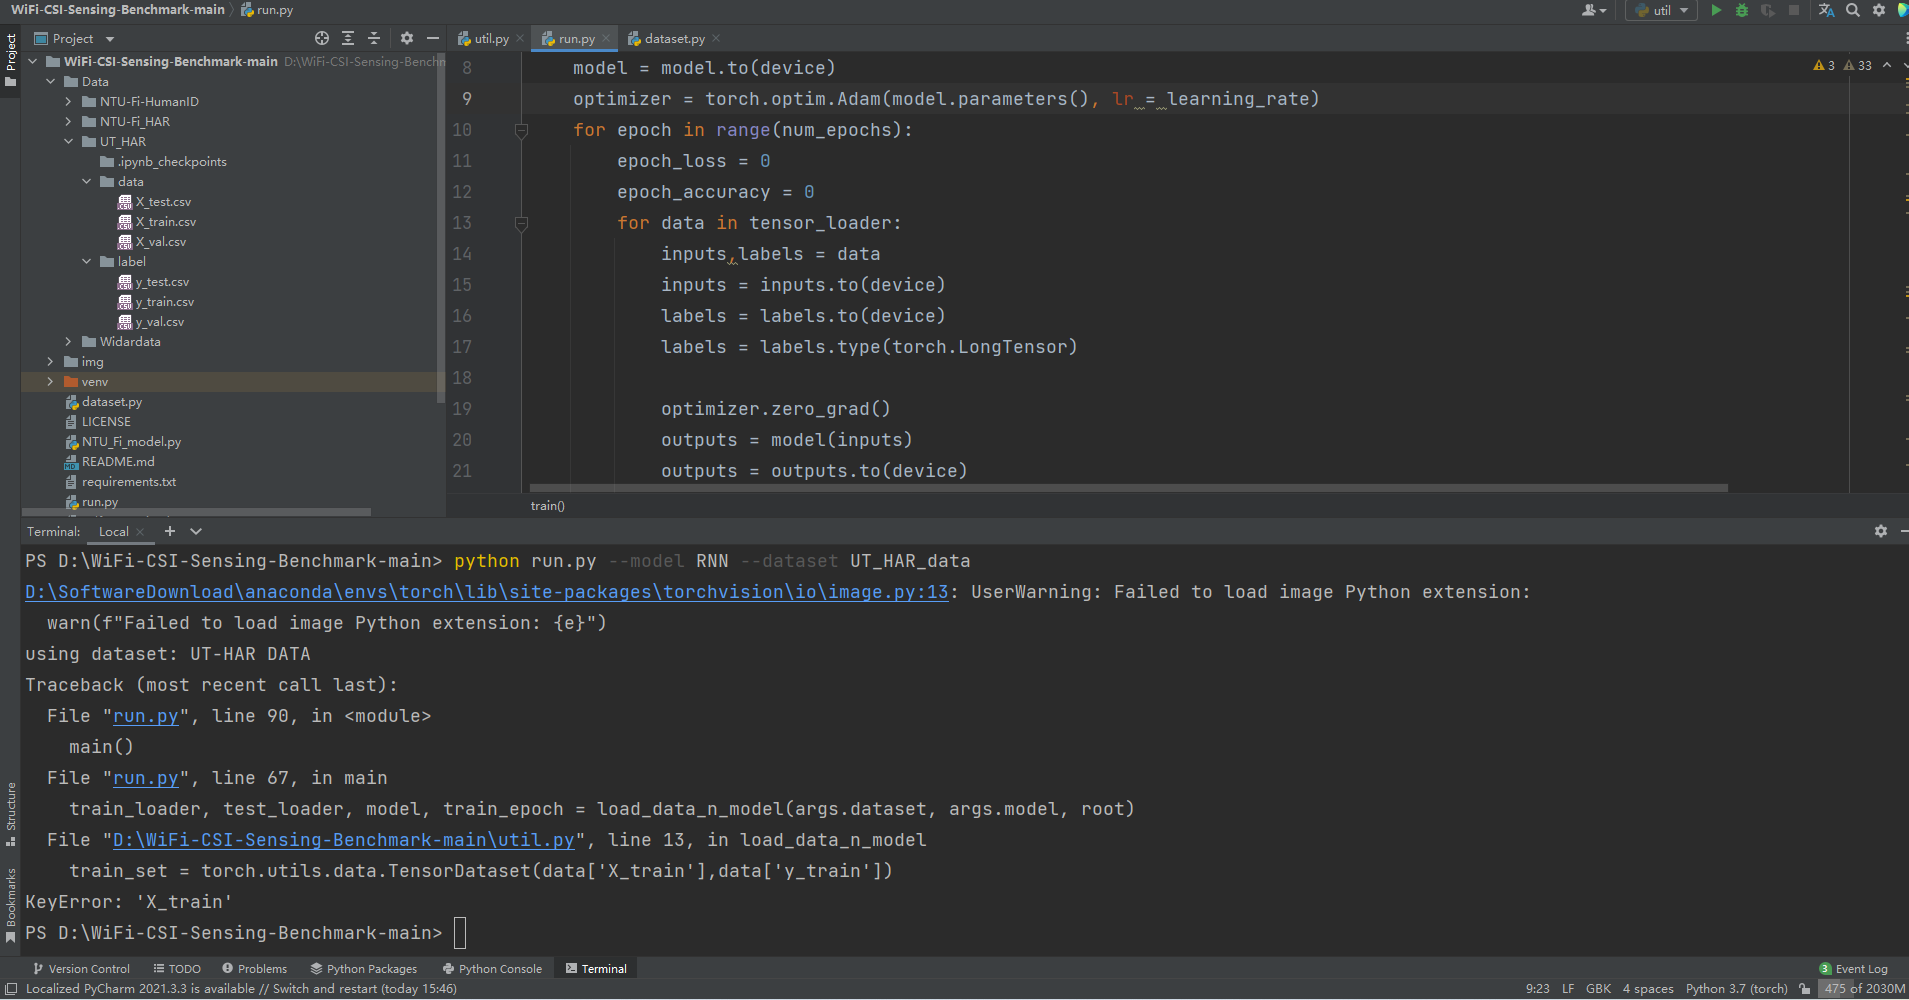 WiFi-CSI-Sensing-Benchmark-main
run.py
util
Project
Project
util.py
run.py
dataset.py
WiFi-CSI-Sensing-Benchmark-main D:\WiFi-CSI-Sensing-Benchm
Data
NTU-Fi-HumanID
NTU-Fi_HAR
UT_HAR
.ipynb_checkpoints
data
X_test.csv
X_train.csv
X_val.csv
label
y_test.csv
y_train.csv
y_val.csv
Widardata
img
venv
dataset.py
LICENSE
NTU_Fi_model.py
README.md
requirements.txt
run.py
8 model = model.to(device)
3 33
9 optimizer = torch.optim.Adam(model.parameters(), lr = learning_rate)
10 for epoch in range(num_epochs):
11 epoch_loss = 0
12 epoch_accuracy = 0
13 for data in tensor_loader:
14 inputs,labels = data
15 inputs = inputs.to(device)
16 labels = labels.to(device)
17 labels = labels.type(torch.LongTensor)
18
19 optimizer.zero_grad()
20 outputs = model(inputs)
21 outputs = outputs.to(device)
train()
Terminal: Local
PS D:\WiFi-CSI-Sensing-Benchmark-main> python run.py --model RNN --dataset UT_HAR_data
D:\SoftwareDownload\anaconda\envs\torch\lib\site-packages\torchvision\io\image.py:13: UserWarning: Failed to load image Python extension:
warn(f"Failed to load image Python extension: {e}")
using dataset: UT-HAR DATA
Traceback (most recent call last):
File "run.py", line 90, in <module>
main()
File "run.py", line 67, in main
train_loader, test_loader, model, train_epoch = load_data_n_model(args.dataset, args.model, root)
File "D:\WiFi-CSI-Sensing-Benchmark-main\util.py", line 13, in load_data_n_model
train_set = torch.utils.data.TensorDataset(data['X_train'],data['y_train'])
KeyError: 'X_train'
PS D:\WiFi-CSI-Sensing-Benchmark-main>
Structure
Bookmarks
Version Control
TODO
Problems
Python Packages
Python Console
Terminal
3 Event Log
Localized PyCharm 2021.3.3 is available // Switch and restart (today 15:46)
9:23 LF GBK 4 spaces Python 3.7 (torch) 475 of 2030M